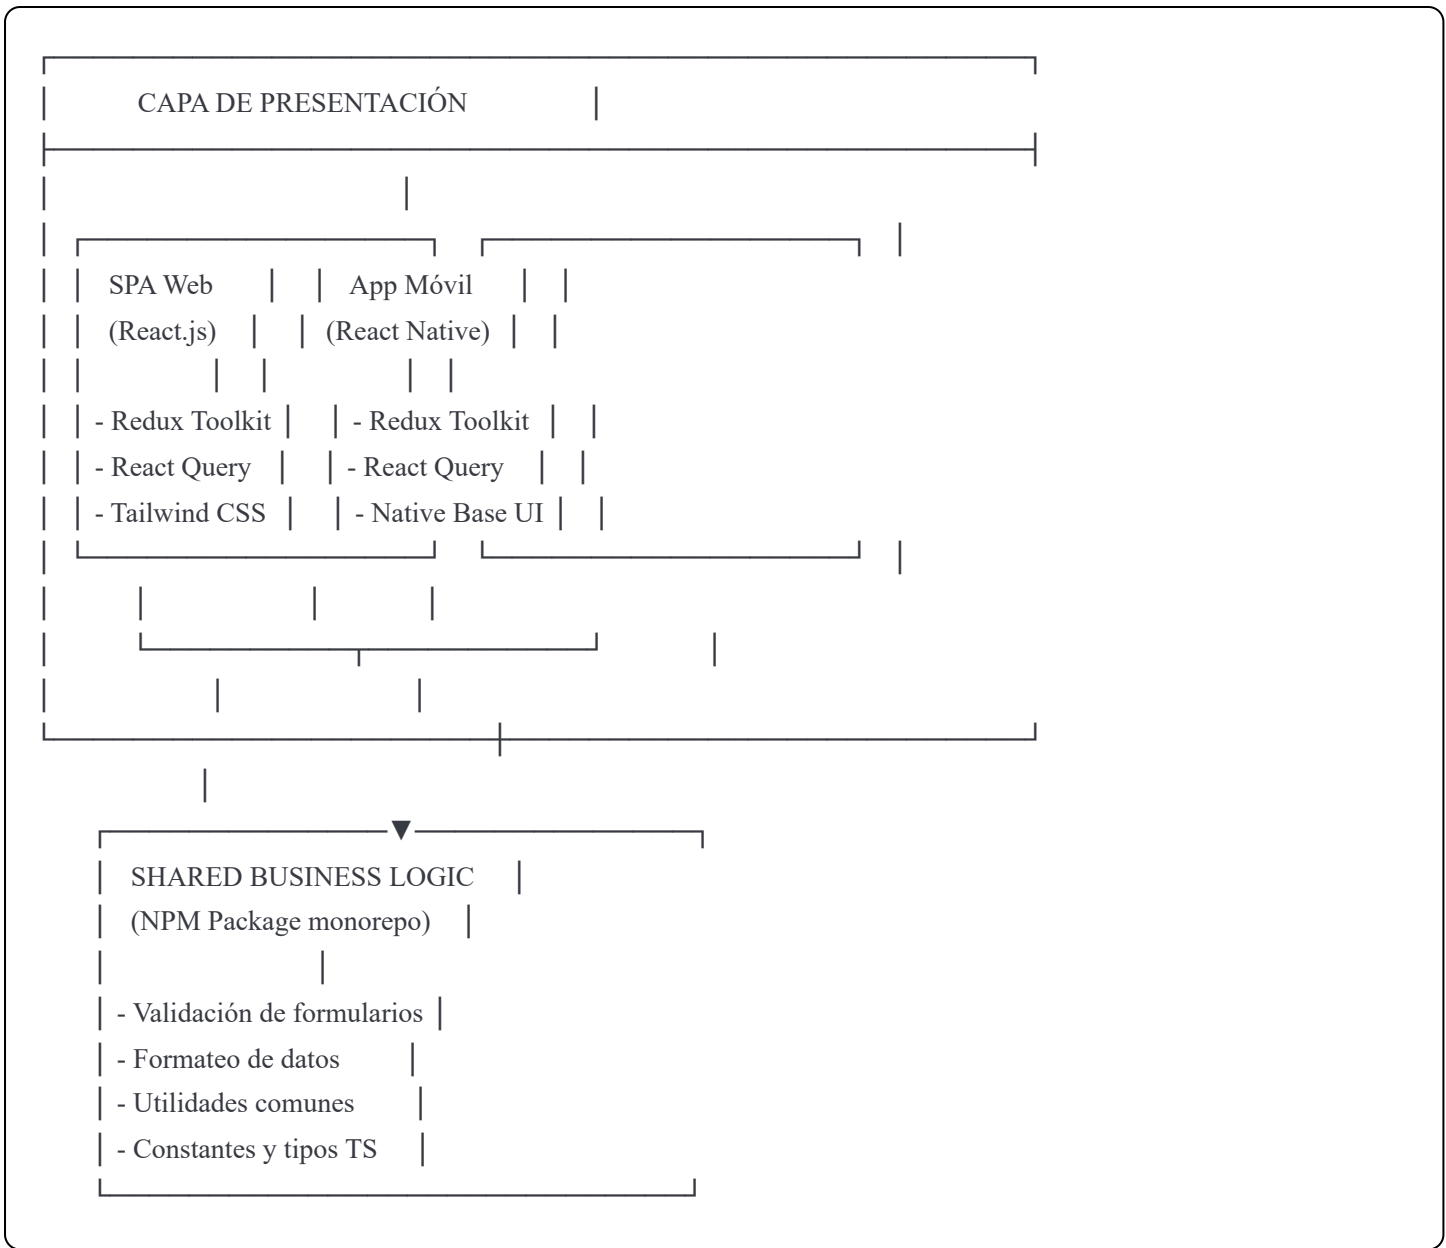 CAPA DE PRESENTACIÓN
SPA Web App Móvil
(React.js) (React Native)
- Redux Toolkit - Redux Toolkit
- React Query - React Query
- Tailwind CSS - Native Base UI
▼
SHARED BUSINESS LOGIC
(NPM Package monorepo)
- Validación de formularios
- Formateo de datos
- Utilidades comunes
- Constantes y tipos TS